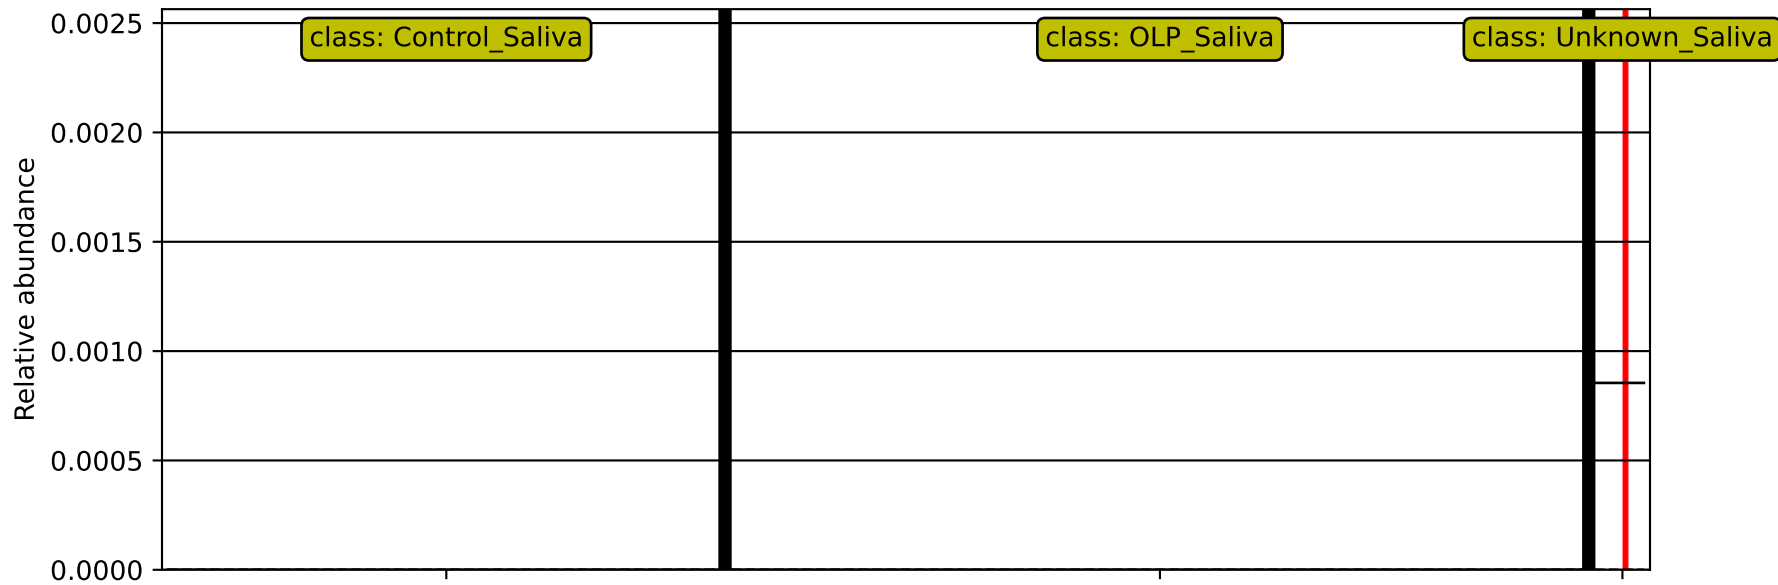 0.0025
class: Control_Saliva
class: OLP_Saliva
class: Unknown_Saliva
0.0020
0.0015
0.0010
0.0005
0.0000
Relative abundance